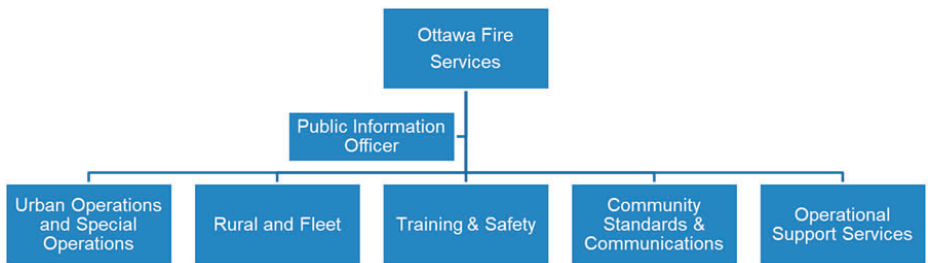 Ottawa Fire
Services
Public Information
Officer
Urban Operations
and Special
Operations
Rural and Fleet
Training & Safety
Community
Standards &
Communications
Operational
Support Services